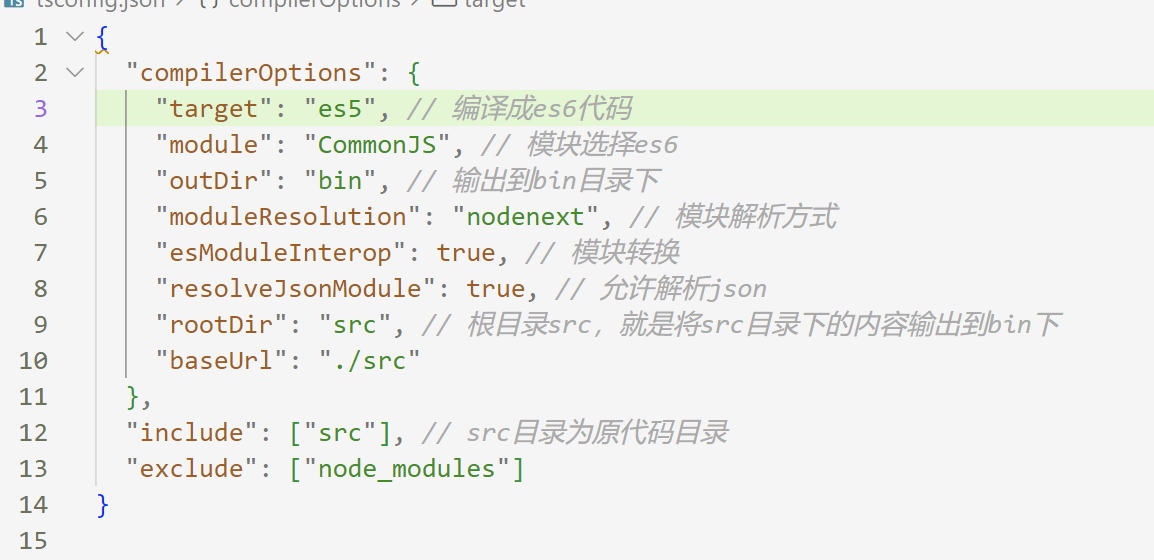 tsconfig.json > {} compilerOptions > target
1 {
2 "compilerOptions": {
3 "target": "es5", // 编译成es6代码
4 "module": "CommonJS", // 模块选择es6
5 "outDir": "bin", // 输出到bin目录下
6 "moduleResolution": "nodenext", // 模块解析方式
7 "esModuleInterop": true, // 模块转换
8 "resolveJsonModule": true, // 允许解析json
9 "rootDir": "src", // 根目录src, 就是将src目录下的内容输出到bin下
10 "baseUrl": "./src"
11 },
12 "include": ["src"], // src目录为原代码目录
13 "exclude": ["node_modules"]
14 }
15